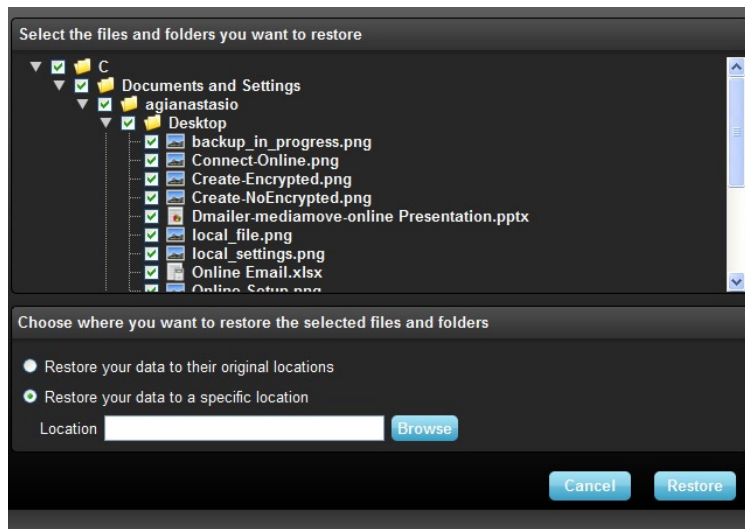 Select the files and folders you want to restore
C
Documents and Settings
agianastasio
Desktop
backup_in_progress.png
Connect-Online.png
Create-Encrypted.png
Create-NoEncrypted.png
Dmailer-mediamove-online Presentation.pptx
local_file.png
local_settings.png
Online Email.xlsx
Online-Setup.png
Choose where you want to restore the selected files and folders
Restore your data to their original locations
Restore your data to a specific location
Location
Browse
Cancel
Restore